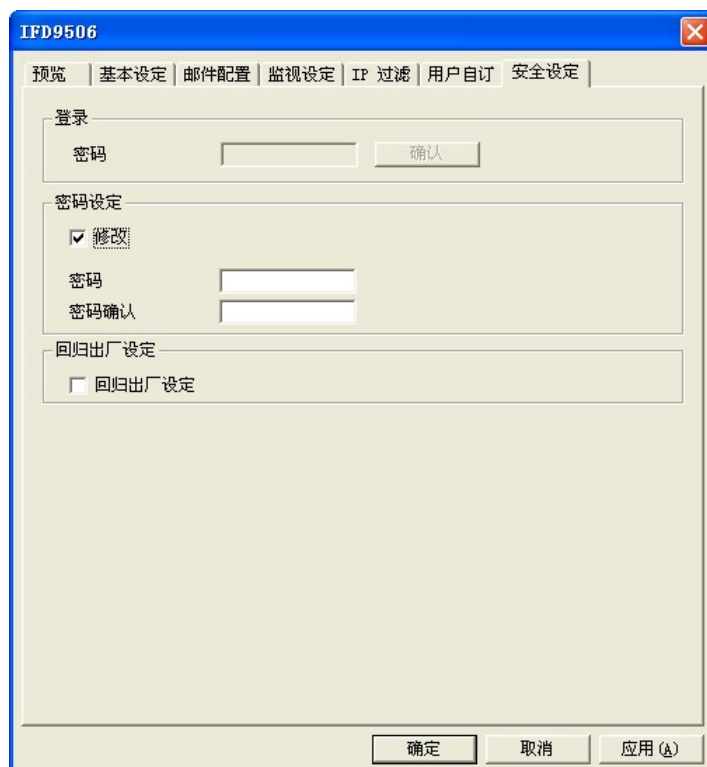 IFD9506
预览 基本设定 邮件配置 监视设定 IP 过滤 用户自订 安全设定
登录
密码 确认
密码设定
修改
密码
密码确认
回归出厂设定
回归出厂设定
确定 取消 应用(A)